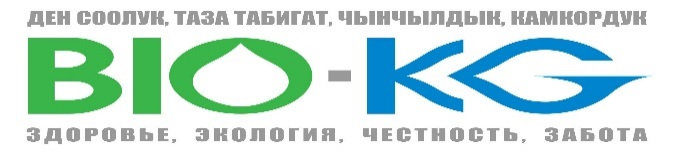 ДЕН СООЛУК, ТАЗА ТАБИГАТ, ЧЫНЧЫЛДЫК, КАМКОРДУК
BIO-KG
ЗДОРОВЬЕ, ЭКОЛОГИЯ, ЧЕСТНОСТЬ, ЗАБОТА